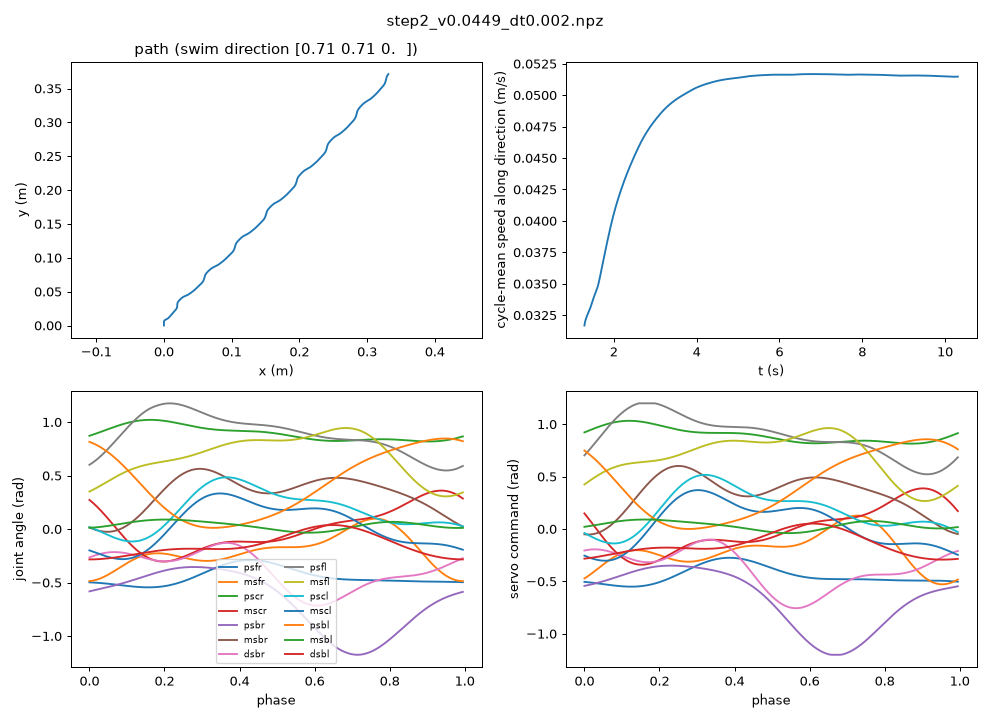 step2_v0.0449_dt0.002.npz
path (swim direction [0.71 0.71 0.  ])
0.35
0.30
0.25
0.20
0.15
0.10
0.05
0.00
y (m)
−0.1 0.0 0.1 0.2 0.3 0.4
x (m)
0.0525
0.0500
0.0475
0.0450
0.0425
0.0400
0.0375
0.0350
0.0325
cycle-mean speed along direction (m/s)
2 4 6 8 10
t (s)
1.0
0.5
0.0
−0.5
−1.0
joint angle (rad)
psfr psfl
msfr msfl
pscr pscl
mscr mscl
psbr psbl
msbr msbl
dsbr dsbl
0.0 0.2 0.4 0.6 0.8 1.0
phase
1.0
0.5
0.0
−0.5
−1.0
servo command (rad)
0.0 0.2 0.4 0.6 0.8 1.0
phase